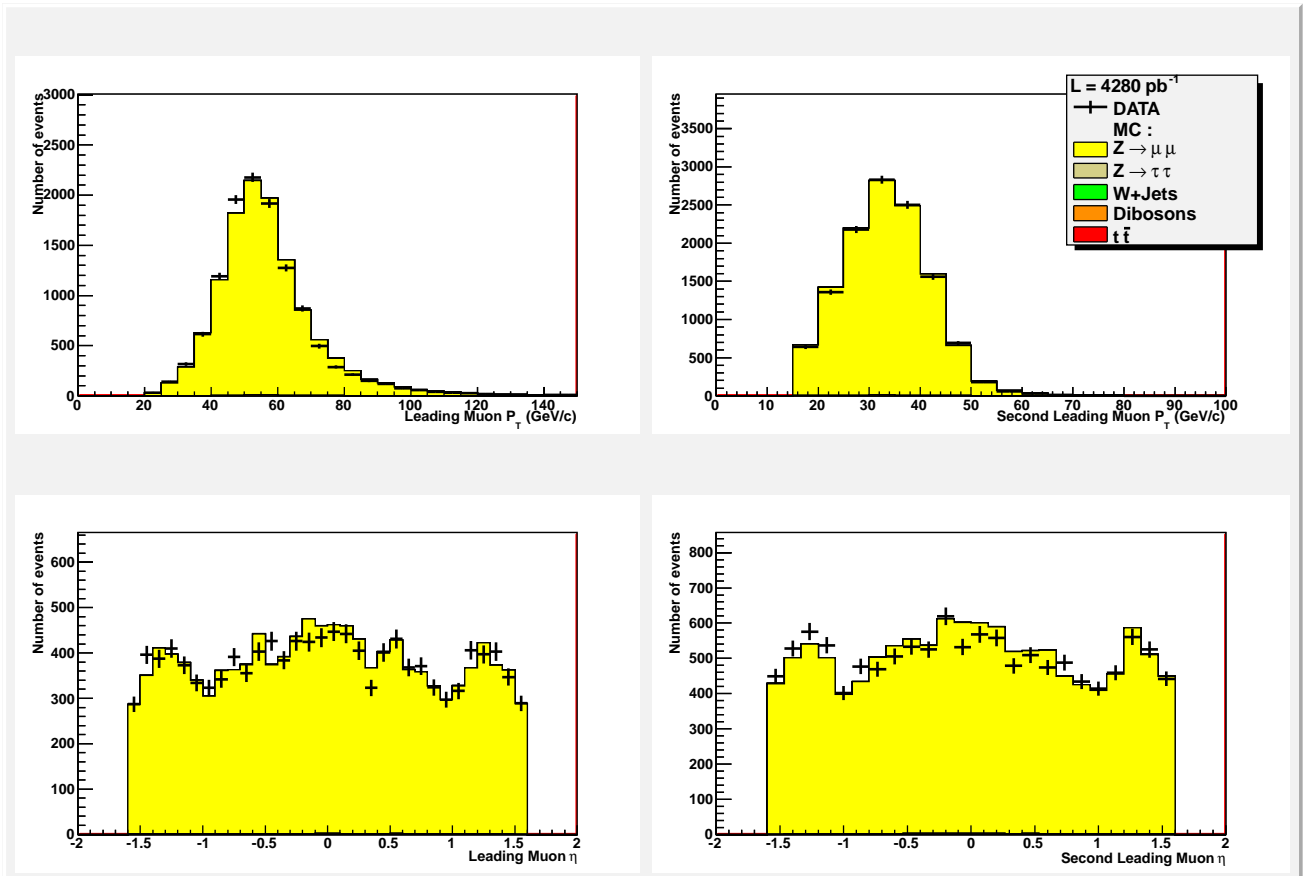 Number of events
3000
2500
2000
1500
1000
500
0
0 20 40 60 80 100 120 140
Leading Muon P_T (GeV/c)
Number of events
3500
3000
2500
2000
1500
1000
500
0
0 10 20 30 40 50 60 70 80 90 100
Second Leading Muon P_T (GeV/c)
L = 4280 pb⁻¹
DATA
MC :
Z → μ μ
Z → τ τ
W+Jets
Dibosons
t t̄
Number of events
600
500
400
300
200
100
0
-2 -1.5 -1 -0.5 0 0.5 1 1.5 2
Leading Muon η
Number of events
800
700
600
500
400
300
200
100
0
-2 -1.5 -1 -0.5 0 0.5 1 1.5 2
Second Leading Muon η